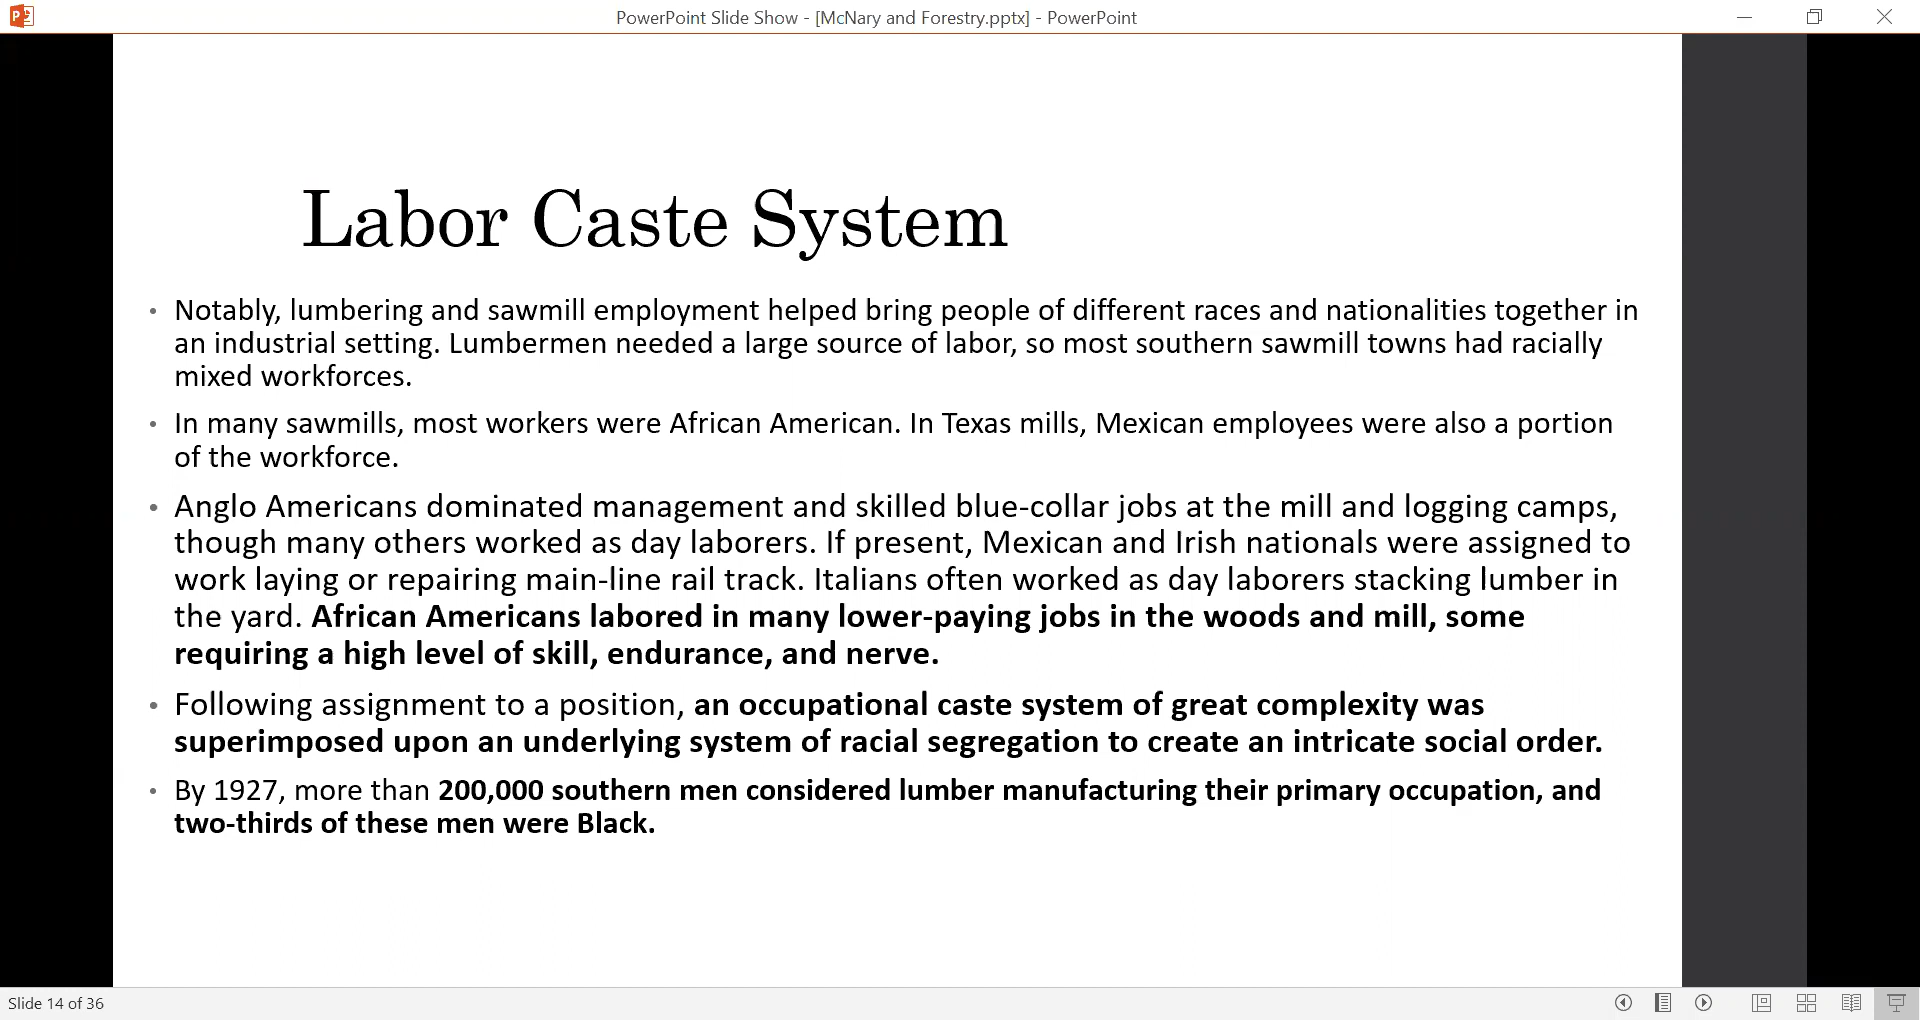 PowerPoint Slide Show - [McNary and Forestry.pptx] - PowerPoint
Labor Caste System
• Notably, lumbering and sawmill employment helped bring people of different races and nationalities together in
an industrial setting. Lumbermen needed a large source of labor, so most southern sawmill towns had racially
mixed workforces.
• In many sawmills, most workers were African American. In Texas mills, Mexican employees were also a portion
of the workforce.
• Anglo Americans dominated management and skilled blue-collar jobs at the mill and logging camps,
though many others worked as day laborers. If present, Mexican and Irish nationals were assigned to
work laying or repairing main-line rail track. Italians often worked as day laborers stacking lumber in
the yard. African Americans labored in many lower-paying jobs in the woods and mill, some
requiring a high level of skill, endurance, and nerve.
• Following assignment to a position, an occupational caste system of great complexity was
superimposed upon an underlying system of racial segregation to create an intricate social order.
• By 1927, more than 200,000 southern men considered lumber manufacturing their primary occupation, and
two-thirds of these men were Black.
Slide 14 of 36